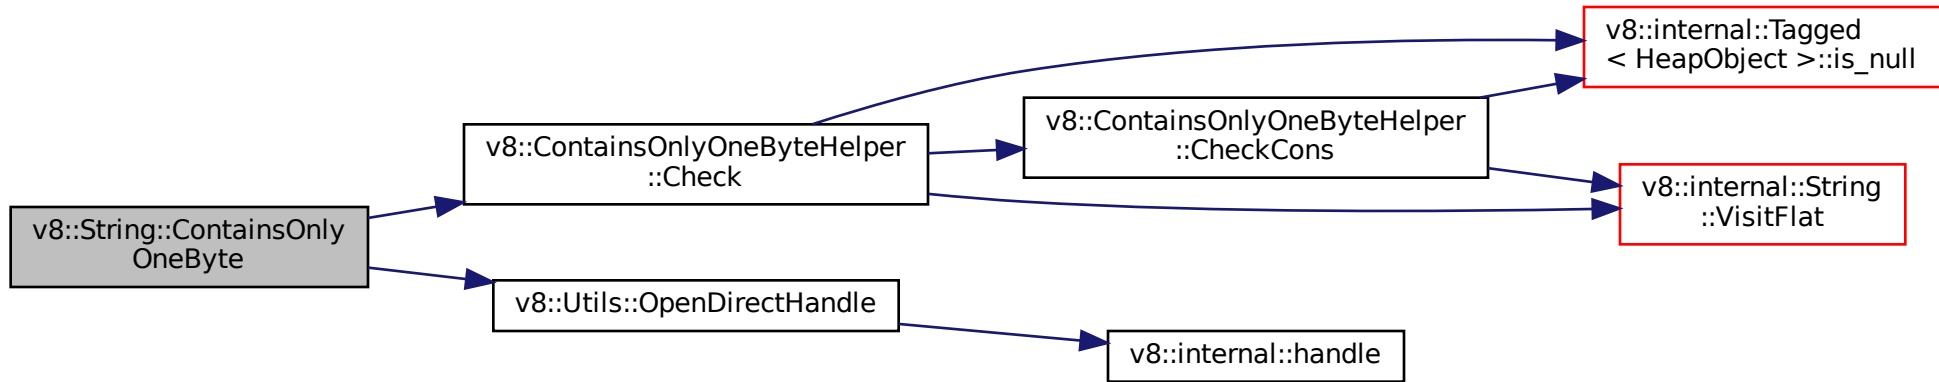 v8::String::ContainsOnly
OneByte
v8::ContainsOnlyOneByteHelper
::Check
v8::Utils::OpenDirectHandle
v8::ContainsOnlyOneByteHelper
::CheckCons
v8::internal::handle
v8::internal::Tagged
< HeapObject >::is_null
v8::internal::String
::VisitFlat